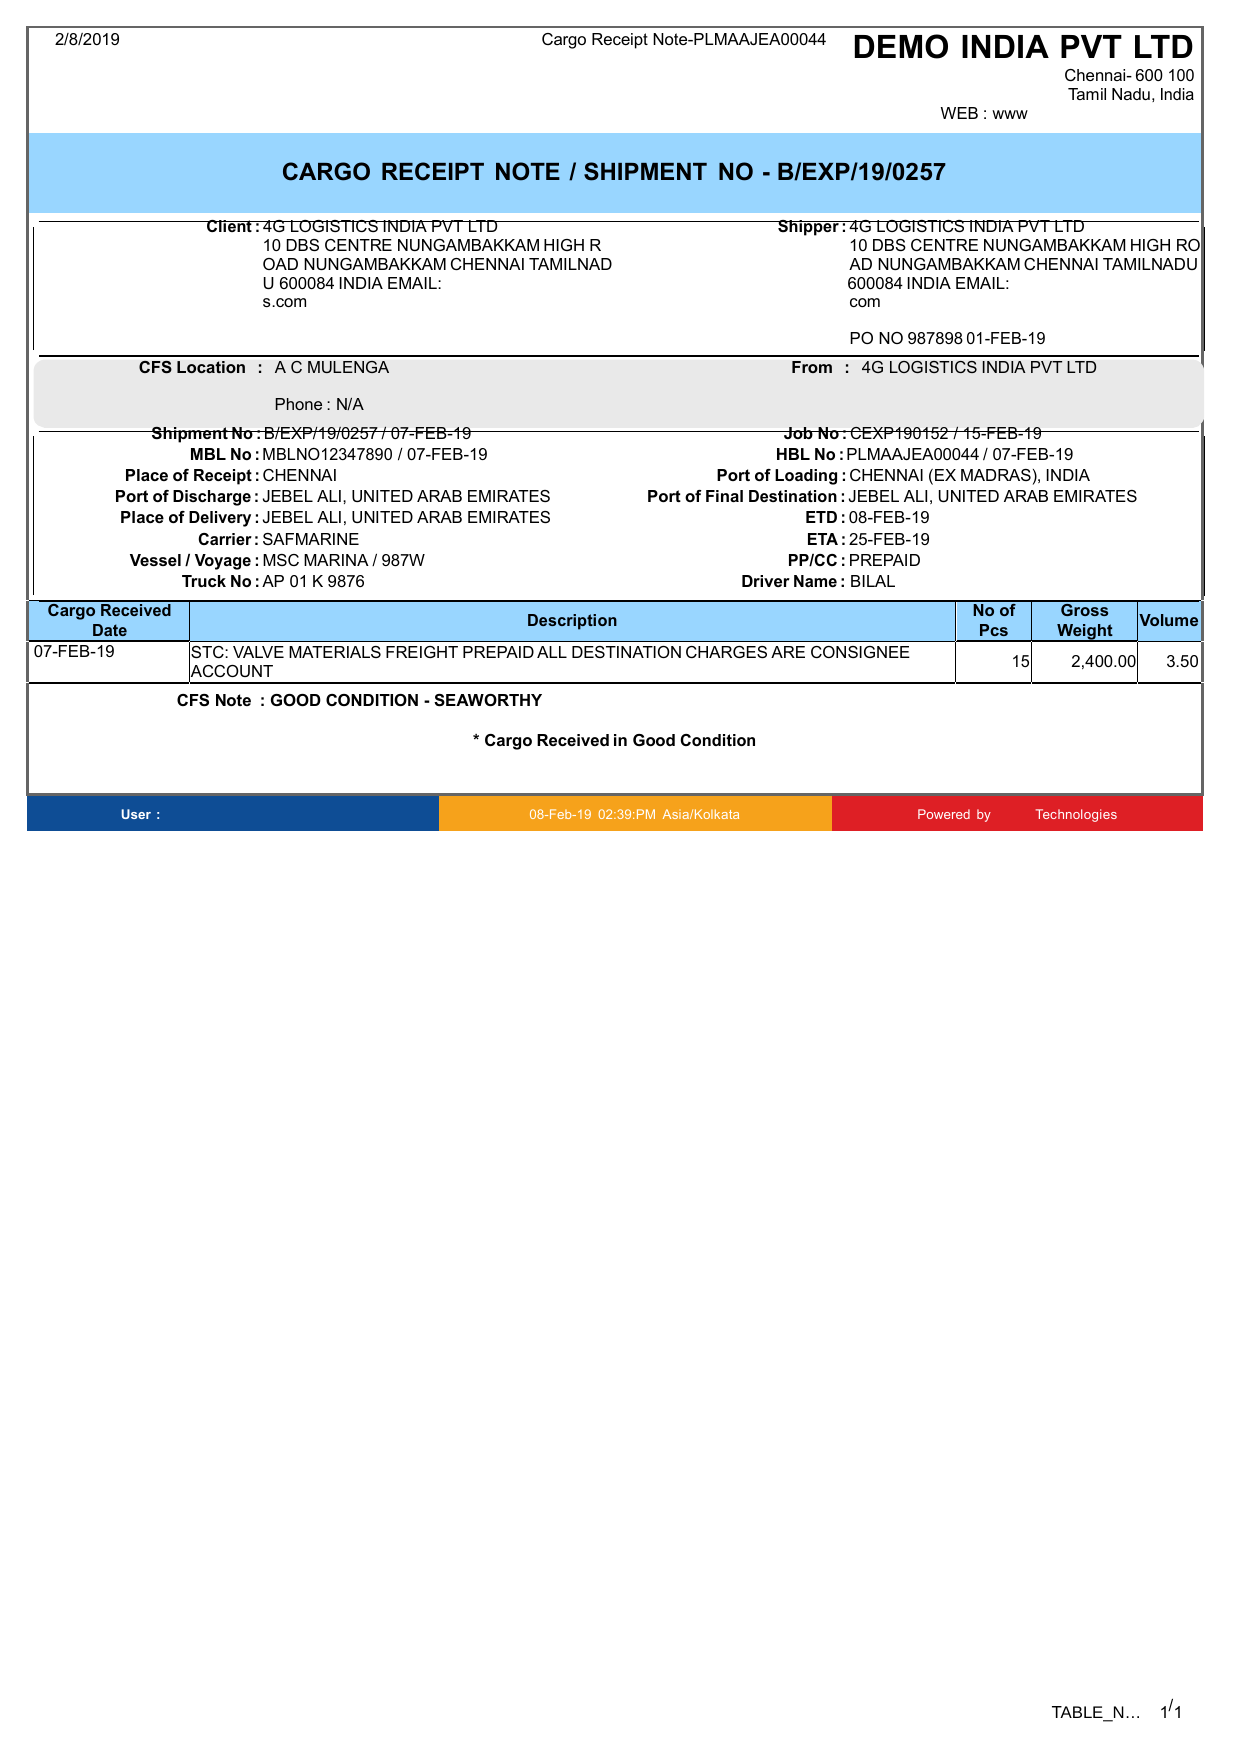 2/8/2019 Cargo Receipt Note-PLMAAJEA00044 DEMO INDIA PVT LTD
Chennai- 600 100
Tamil Nadu, India
WEB : www
CARGO RECEIPT NOTE / SHIPMENT NO - B/EXP/19/0257
Client : 4G LOGISTICS INDIA PVT LTD
10 DBS CENTRE NUNGAMBAKKAM HIGH R
OAD NUNGAMBAKKAM CHENNAI TAMILNAD
U 600084 INDIA EMAIL:
s.com
Shipper : 4G LOGISTICS INDIA PVT LTD
10 DBS CENTRE NUNGAMBAKKAM HIGH RO
AD NUNGAMBAKKAM CHENNAI TAMILNADU
600084 INDIA EMAIL:
com
PO NO 987898 01-FEB-19
CFS Location : A C MULENGA
Phone : N/A
From : 4G LOGISTICS INDIA PVT LTD
Shipment No : B/EXP/19/0257 / 07-FEB-19 Job No : CEXP190152 / 15-FEB-19
MBL No : MBLNO12347890 / 07-FEB-19 HBL No : PLMAAJEA00044 / 07-FEB-19
Place of Receipt : CHENNAI Port of Loading : CHENNAI (EX MADRAS), INDIA
Port of Discharge : JEBEL ALI, UNITED ARAB EMIRATES Port of Final Destination : JEBEL ALI, UNITED ARAB EMIRATES
Place of Delivery : JEBEL ALI, UNITED ARAB EMIRATES ETD : 08-FEB-19
Carrier : SAFMARINE ETA : 25-FEB-19
Vessel / Voyage : MSC MARINA / 987W PP/CC : PREPAID
Truck No : AP 01 K 9876 Driver Name : BILAL
Cargo Received
Date
Description
No of
Pcs
Gross
Weight
Volume
07-FEB-19
STC: VALVE MATERIALS FREIGHT PREPAID ALL DESTINATION CHARGES ARE CONSIGNEE
ACCOUNT
15 2,400.00 3.50
CFS Note : GOOD CONDITION - SEAWORTHY
* Cargo Received in Good Condition
User : 08-Feb-19 02:39:PM Asia/Kolkata Powered by Technologies
TABLE_N... 1/1